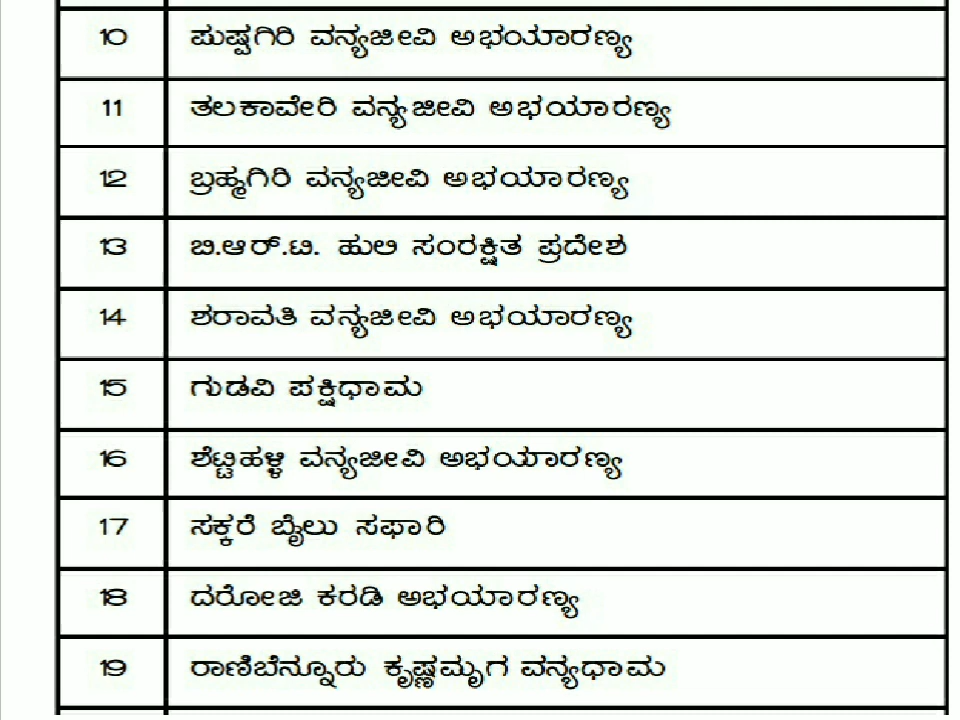 10 ಪುಷ್ಪಗಿರಿ ವನ್ಯಜೀವಿ ಅಭಯಾರಣ್ಯ
11 ತಲಕಾವೇರಿ ವನ್ಯಜೀವಿ ಅಭಯಾರಣ್ಯ
12 ಬ್ರಹ್ಮಗಿರಿ ವನ್ಯಜೀವಿ ಅಭಯಾರಣ್ಯ
13 ಬಿ.ಆರ್.ಟಿ. ಹುಲಿ ಸಂರಕ್ಷಿತ ಪ್ರದೇಶ
14 ಶರಾವತಿ ವನ್ಯಜೀವಿ ಅಭಯಾರಣ್ಯ
15 ಗುಡವಿ ಪಕ್ಷಿಧಾಮ
16 ಶೆಟ್ಟಿಹಳ್ಳಿ ವನ್ಯಜೀವಿ ಅಭಯಾರಣ್ಯ
17 ಸಕ್ಕರೆ ಬೈಲು ಸಫಾರಿ
18 ದರೋಜಿ ಕರಡಿ ಅಭಯಾರಣ್ಯ
19 ರಾಣಿಬೆನ್ನೂರು ಕೃಷ್ಣಮೃಗ ವನ್ಯಧಾಮ